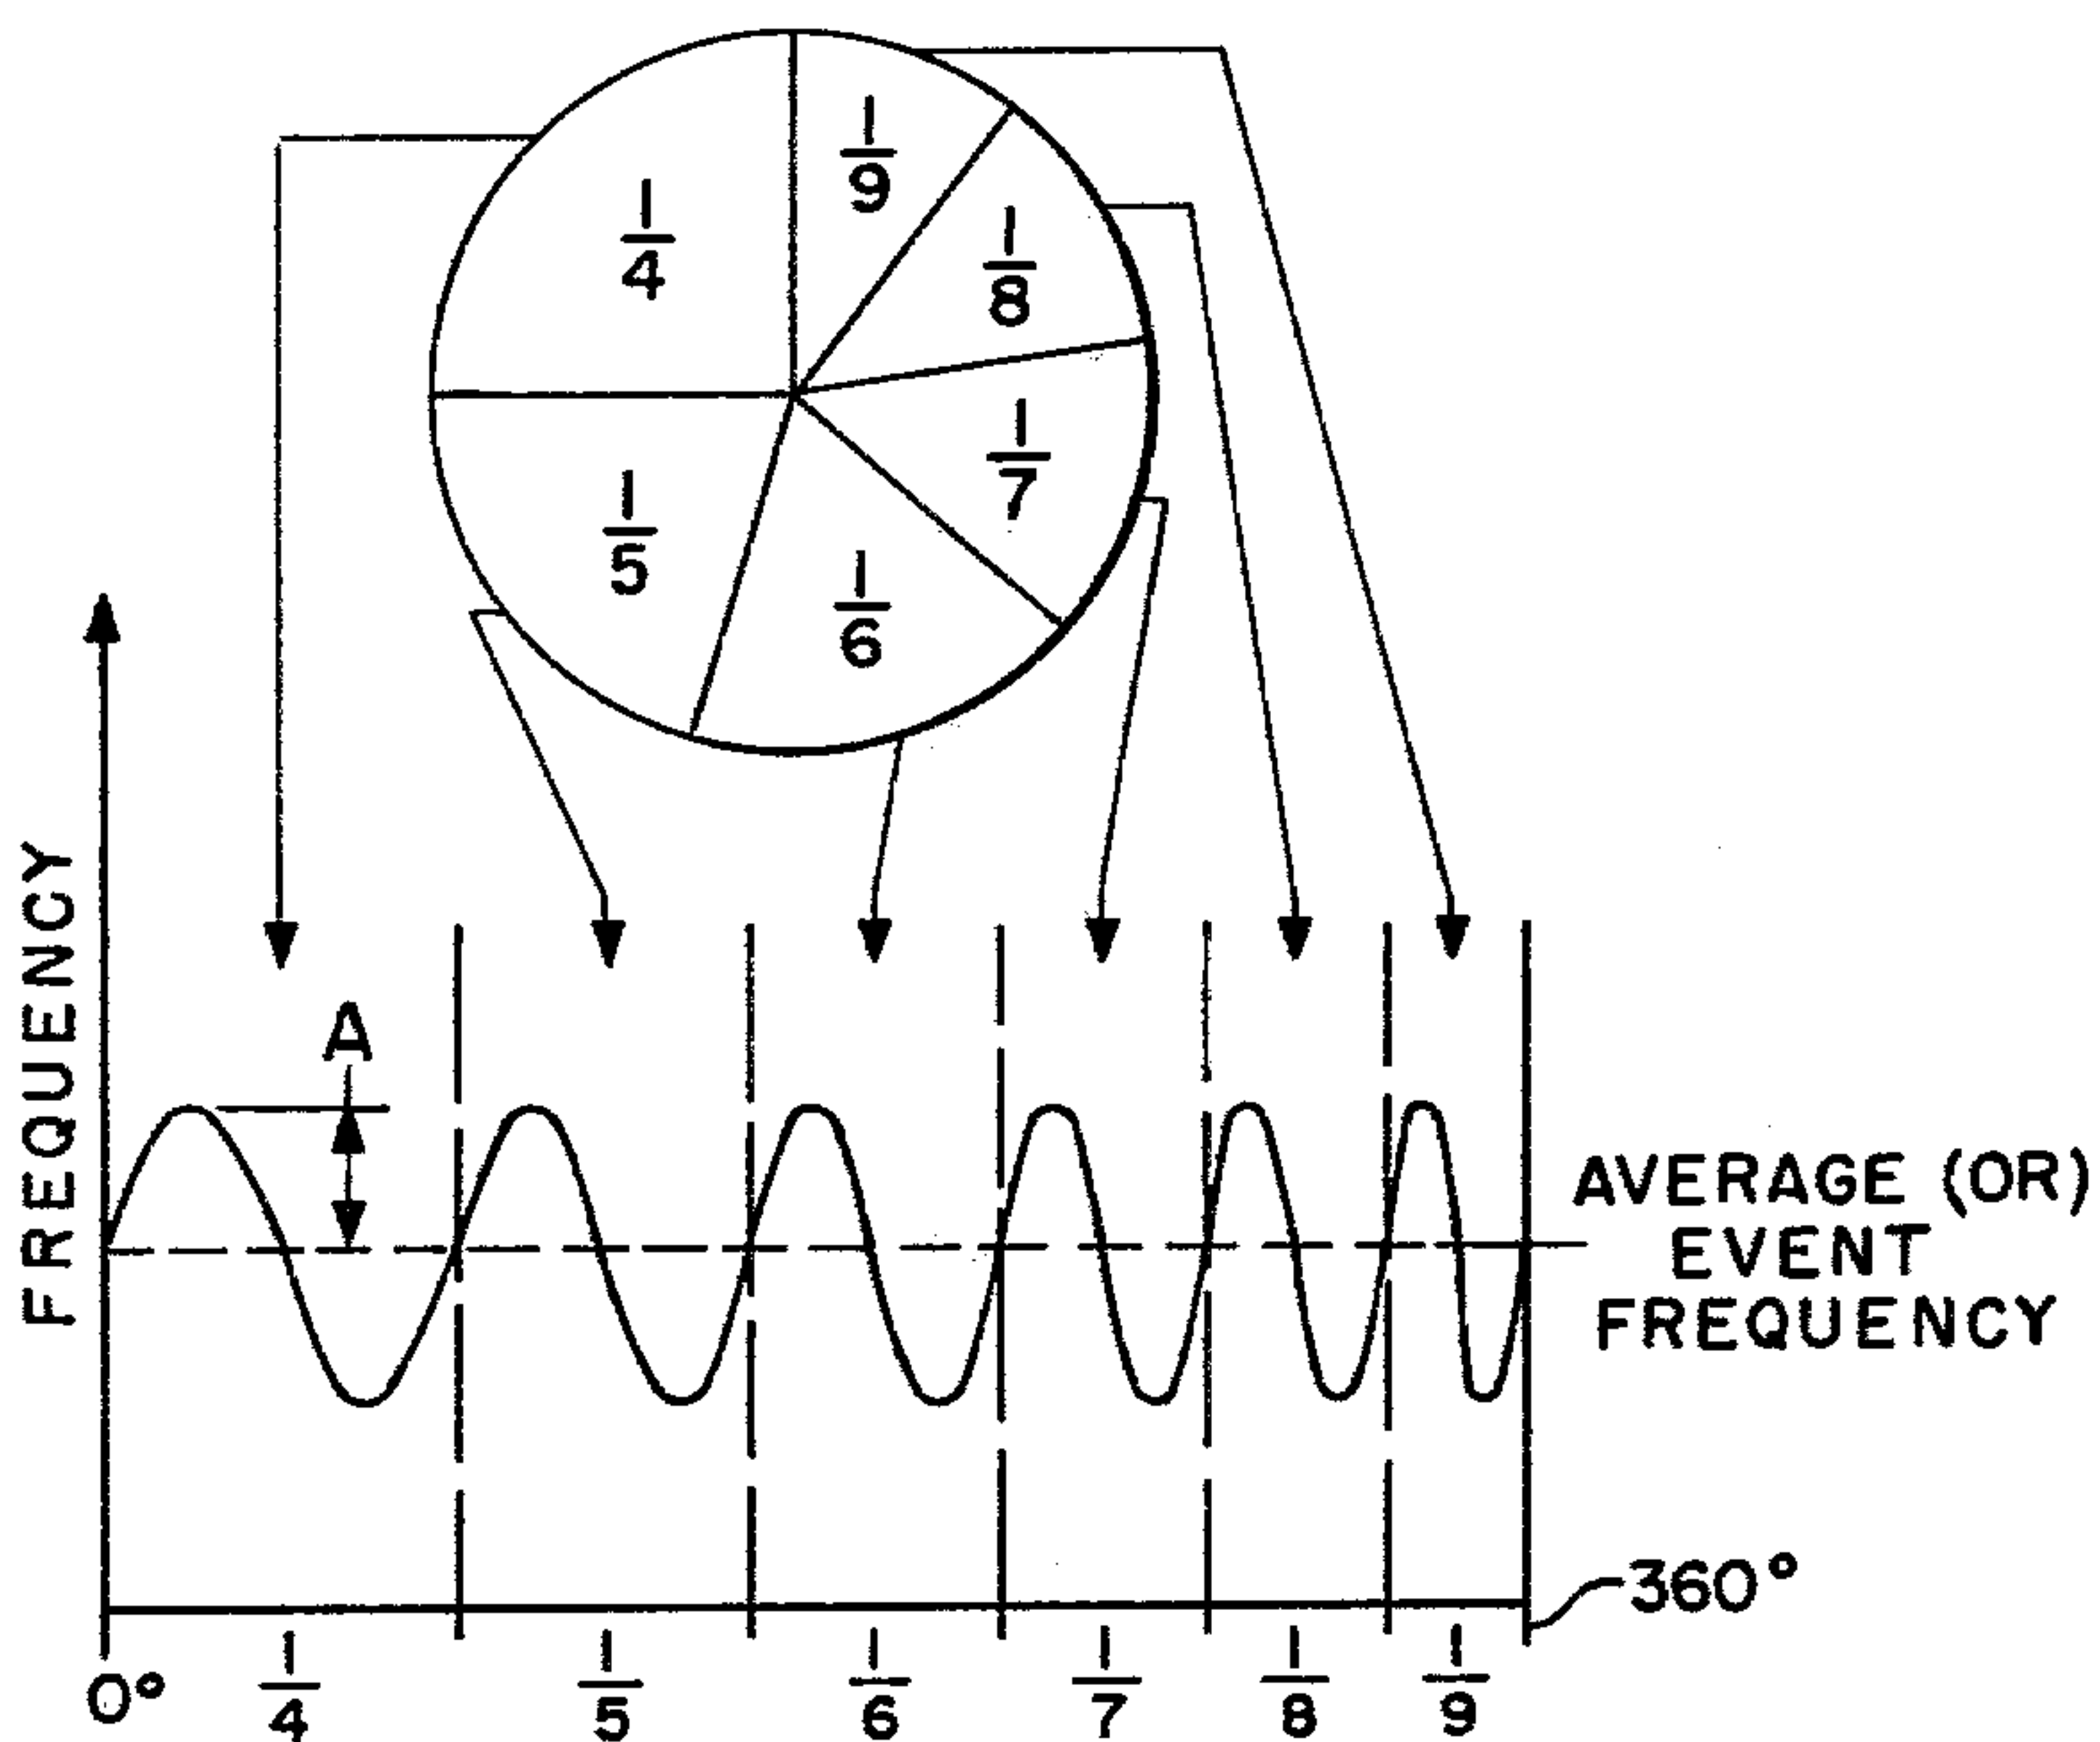 1/9
1/4
1/8
1/7
1/5
1/6
FREQUENCY
A
AVERAGE (OR)
EVENT
FREQUENCY
360°
0°
1/4
1/5
1/6
1/7
1/8
1/9